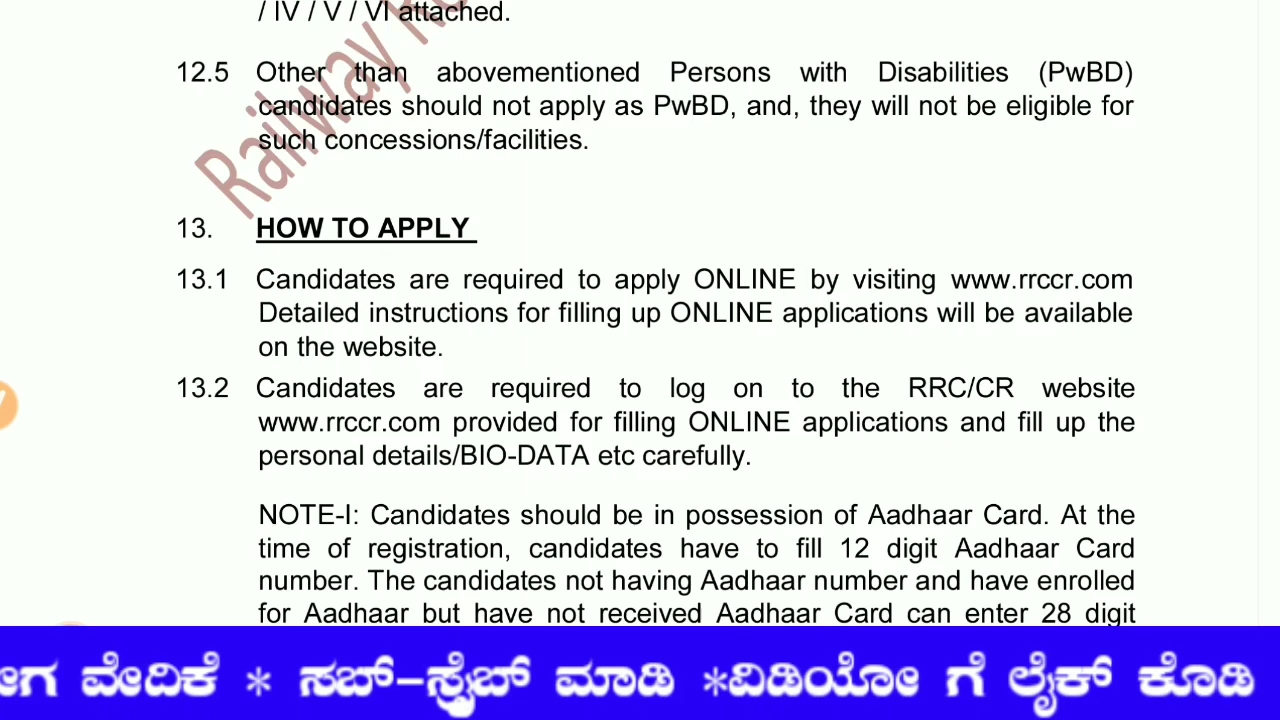 / IV / V / VI attached.
12.5 Other than abovementioned Persons with Disabilities (PwBD)
candidates should not apply as PwBD, and, they will not be eligible for
such concessions/facilities.
Railway
13. HOW TO APPLY
13.1 Candidates are required to apply ONLINE by visiting www.rrccr.com
Detailed instructions for filling up ONLINE applications will be available
on the website.
13.2 Candidates are required to log on to the RRC/CR website
www.rrccr.com provided for filling ONLINE applications and fill up the
personal details/BIO-DATA etc carefully.
NOTE-I: Candidates should be in possession of Aadhaar Card. At the
time of registration, candidates have to fill 12 digit Aadhaar Card
number. The candidates not having Aadhaar number and have enrolled
for Aadhaar but have not received Aadhaar Card can enter 28 digit
ವೇದಿಕೆ * ಸಬ್-ಸ್ಕ್ರೈಬ್ ಮಾಡಿ *ವಿಡಿಯೋ ಗೆ ಲೈಕ್ ಕೊಡಿ